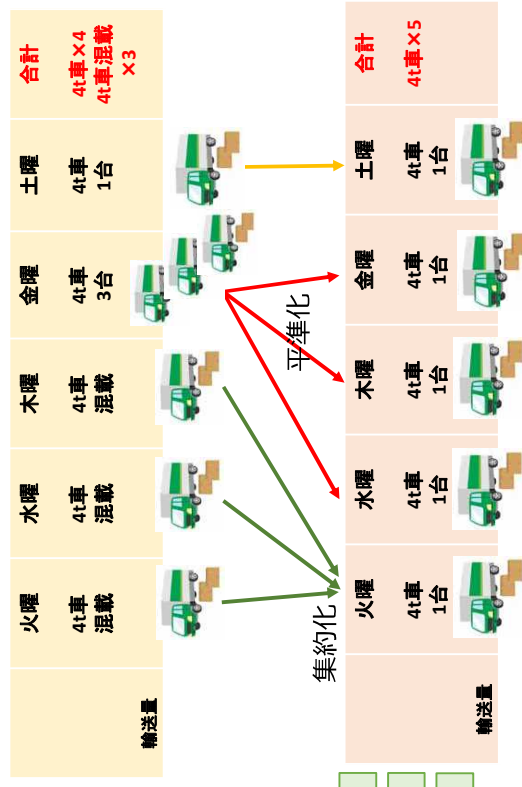 火曜
水曜
木曜
金曜
土曜
合計
輸送量
4t車
混載
4t車
混載
4t車
混載
4t車
3台
4t車
1台
4t車×4
4t車混載
×3
集約化
平準化
火曜
水曜
木曜
金曜
土曜
合計
輸送量
4t車
1台
4t車
1台
4t車
1台
4t車
1台
4t車
1台
4t車×5